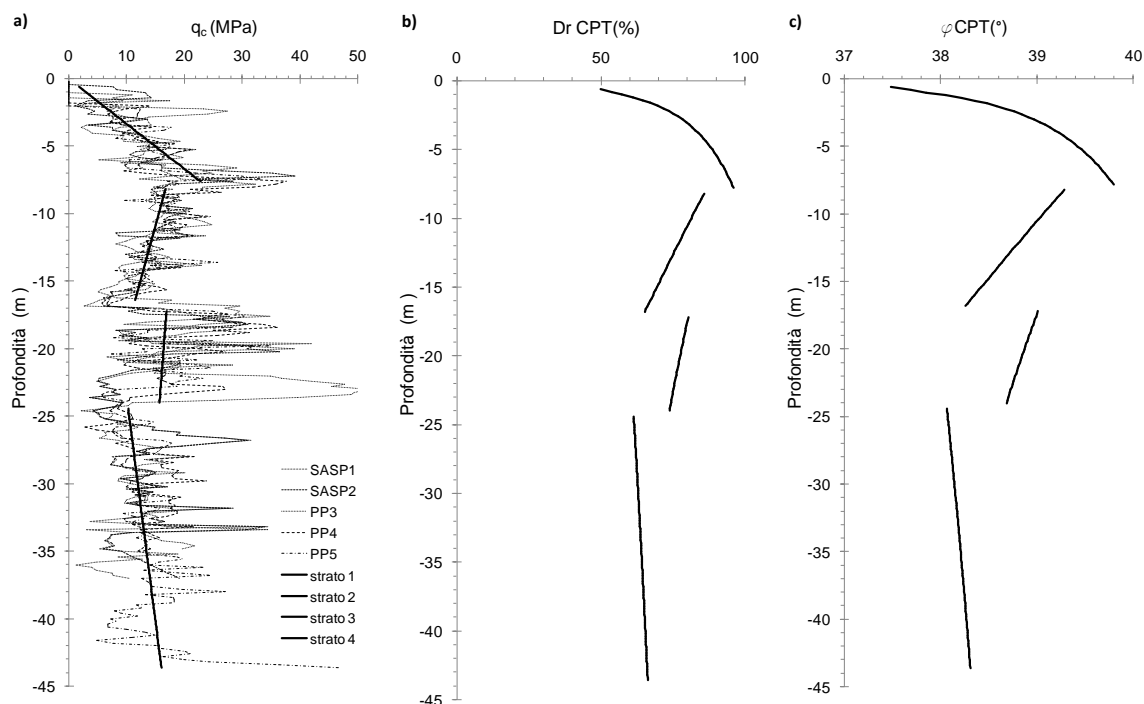 a)
qc (MPa)
0 10 20 30 40 50
0
-5
-10
-15
-20
-25
-30
-35
-40
-45
Profondità (m)
SASP1
SASP2
PP3
PP4
PP5
strato 1
strato 2
strato 3
strato 4
b)
Dr CPT(%)
0 50 100
0
-5
-10
-15
-20
-25
-30
-35
-40
-45
Profondità (m)
c)
φCPT(°)
37 38 39 40
0
-5
-10
-15
-20
-25
-30
-35
-40
-45
Profondità (m)